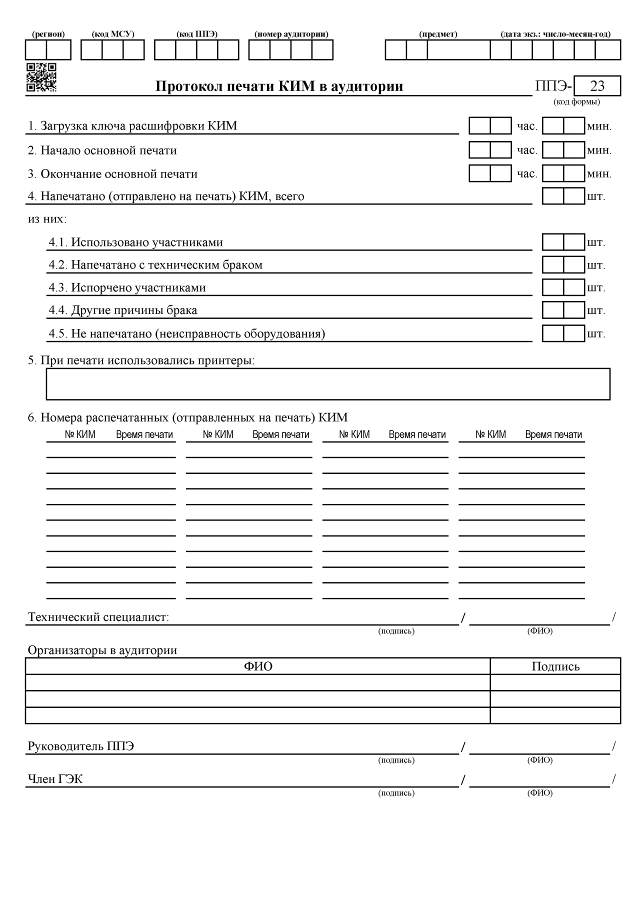 (регион) (код МСУ) (код ППЭ) (номер аудитории) (предмет) (дата экз.: число-месяц-год)
Протокол печати КИМ в аудитории ППЭ- 23
(код формы)
1. Загрузка ключа расшифровки КИМ час. мин.
2. Начало основной печати час. мин.
3. Окончание основной печати час. мин.
4. Напечатано (отправлено на печать) КИМ, всего шт.
из них:
4.1. Использовано участниками шт.
4.2. Напечатано с техническим браком шт.
4.3. Испорчено участниками шт.
4.4. Другие причины брака шт.
4.5. Не напечатано (неисправность оборудования) шт.
5. При печати использовались принтеры:
6. Номера распечатанных (отправленных на печать) КИМ
№ КИМ Время печати № КИМ Время печати № КИМ Время печати № КИМ Время печати
Технический специалист: / /
(подпись) (ФИО)
Организаторы в аудитории
ФИО Подпись
Руководитель ППЭ / /
(подпись) (ФИО)
Член ГЭК / /
(подпись) (ФИО)